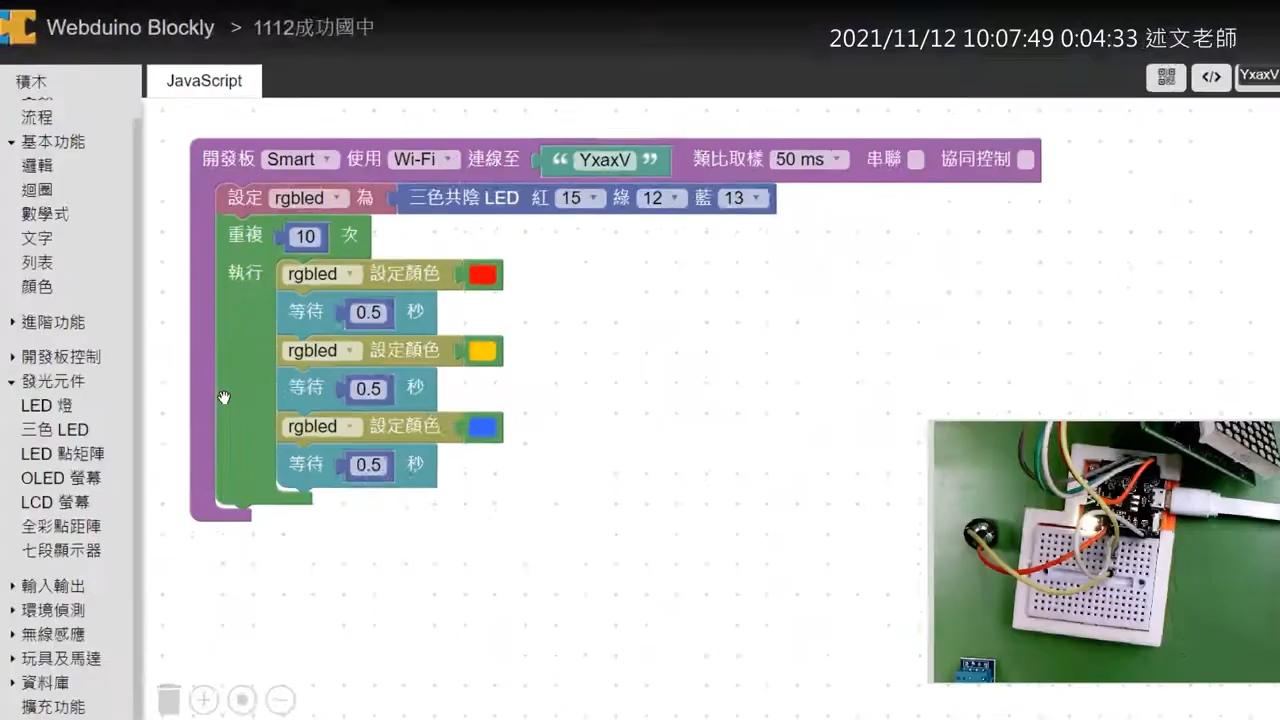 Webduino Blockly > 1112成功國中
2021/11/12 10:07:49 0:04:33 述文老師
積木
JavaScript
</>
YxaxV
流程
基本功能
邏輯
迴圈
數學式
文字
列表
顏色
進階功能
開發板控制
發光元件
LED 燈
三色 LED
LED 點矩陣
OLED 螢幕
LCD 螢幕
全彩點距陣
七段顯示器
輸入輸出
環境偵測
無線感應
玩具及馬達
資料庫
擴充功能
開發板 Smart 使用 Wi-Fi 連線至 “ YxaxV ” 類比取樣 50 ms 串聯 協同控制
設定 rgbled 為 三色共陰 LED 紅 15 綠 12 藍 13
重複 10 次
執行 rgbled 設定顏色
等待 0.5 秒
rgbled 設定顏色
等待 0.5 秒
rgbled 設定顏色
等待 0.5 秒